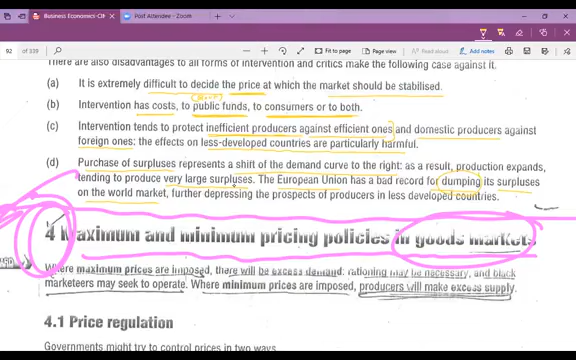 Business Economics-CI
Post Attendee - Zoom
92 of 339
Fit to page
Page view
Read aloud
Add notes
There are also disadvantages to all forms of intervention and critics make the following case against it.
(a) It is extremely difficult to decide the price at which the market should be stabilised.
(b) Intervention has costs, to public funds, to consumers or to both.
(c) Intervention tends to protect inefficient producers against efficient ones and domestic producers against
foreign ones: the effects on less-developed countries are particularly harmful.
(d) Purchase of surpluses represents a shift of the demand curve to the right: as a result, production expands,
tending to produce very large surpluses. The European Union has a bad record for dumping its surpluses
on the world market, further depressing the prospects of producers in less developed countries.
4 Maximum and minimum pricing policies in goods markets
Where maximum prices are imposed, there will be excess demand: rationing may be necessary, and black
marketeers may seek to operate. Where minimum prices are imposed, producers will make excess supply.
4.1 Price regulation
Governments might try to control prices in two ways.